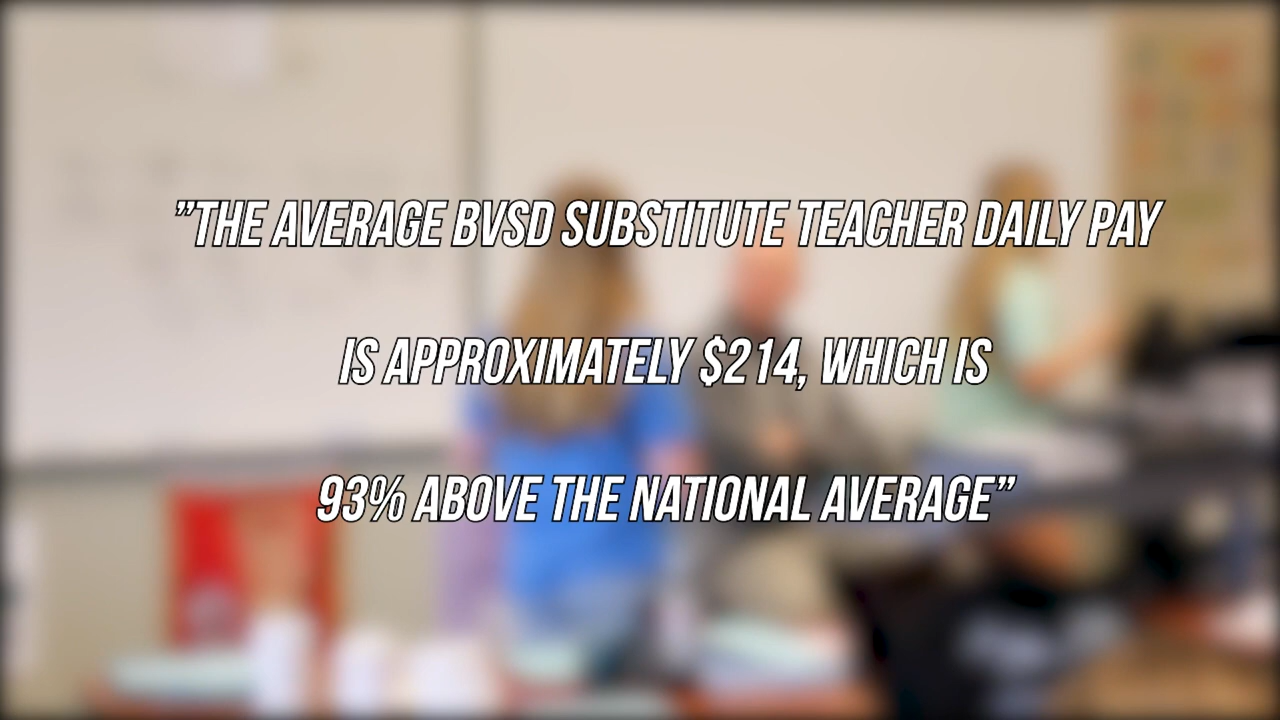 ”THE AVERAGE BVSD SUBSTITUTE TEACHER DAILY PAY
IS APPROXIMATELY $214, WHICH IS
93% ABOVE THE NATIONAL AVERAGE”